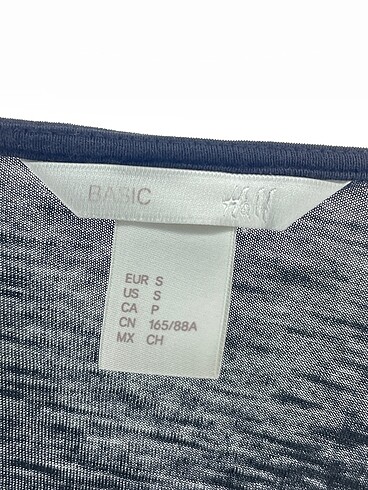 BASIC H&M
EUR S
US S
CA P
CN 165/88A
MX CH